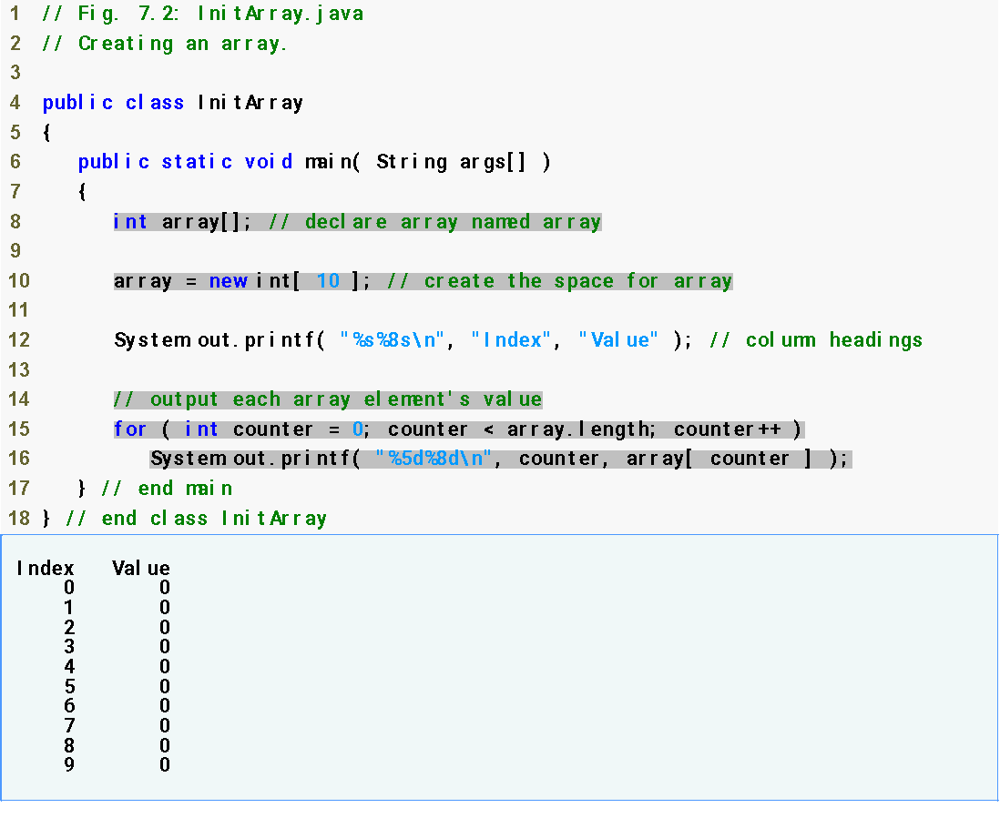 1 // Fig. 7.2: InitArray.java
2 // Creating an array.
3
4 public class InitArray
5 {
6 public static void main( String args[] )
7 {
8 int array[]; // declare array named array
9
10 array = new int[ 10 ]; // create the space for array
11
12 System.out.printf( "%s%8s\n", "Index", "Value" ); // column headings
13
14 // output each array element's value
15 for ( int counter = 0; counter < array.length; counter++ )
16 System.out.printf( "%5d%8d\n", counter, array[ counter ] );
17 } // end main
18 } // end class InitArray
Index Value
0 0
1 0
2 0
3 0
4 0
5 0
6 0
7 0
8 0
9 0